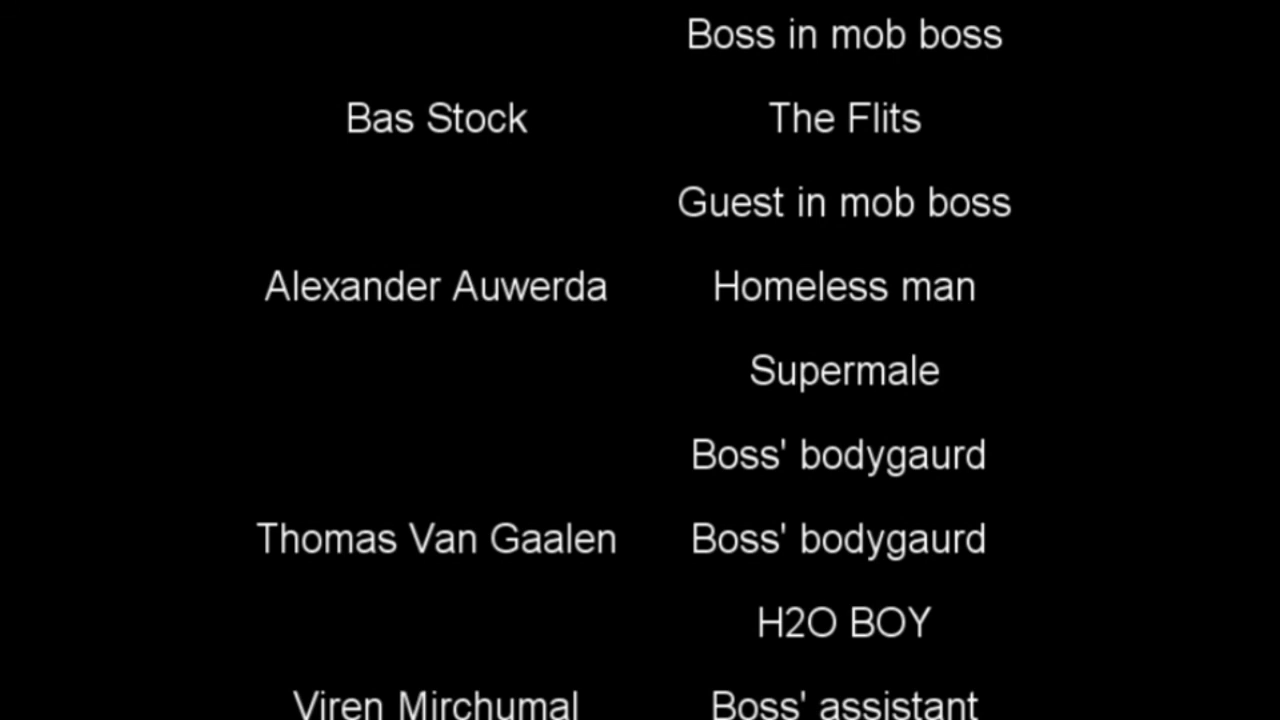 Boss in mob boss
Bas Stock The Flits
Guest in mob boss
Alexander Auwerda Homeless man
Supermale
Boss' bodygaurd
Thomas Van Gaalen Boss' bodygaurd
H2O BOY
Viren Mirchumal Boss' assistant